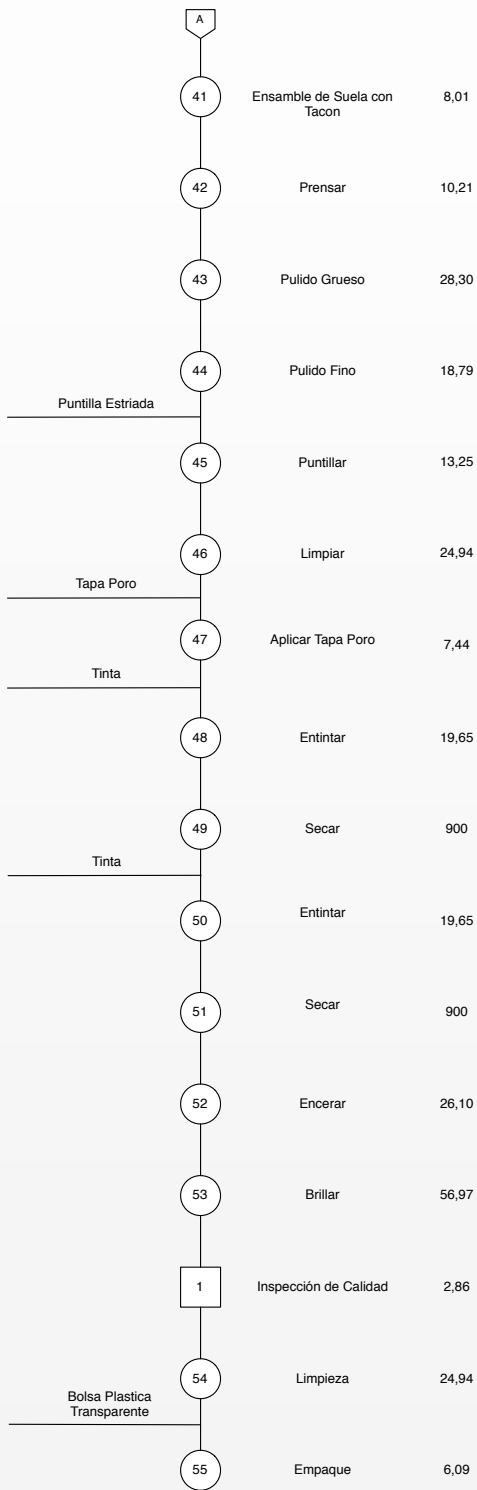 A
41 Ensamble de Suela con 8,01
Tacon
42 Prensar 10,21
43 Pulido Grueso 28,30
44 Pulido Fino 18,79
Puntilla Estriada
45 Puntillar 13,25
46 Limpiar 24,94
Tapa Poro
47 Aplicar Tapa Poro 7,44
Tinta
48 Entintar 19,65
49 Secar 900
Tinta
50 Entintar 19,65
51 Secar 900
52 Encerar 26,10
53 Brillar 56,97
1 Inspección de Calidad 2,86
54 Limpieza 24,94
Bolsa Plastica
Transparente
55 Empaque 6,09